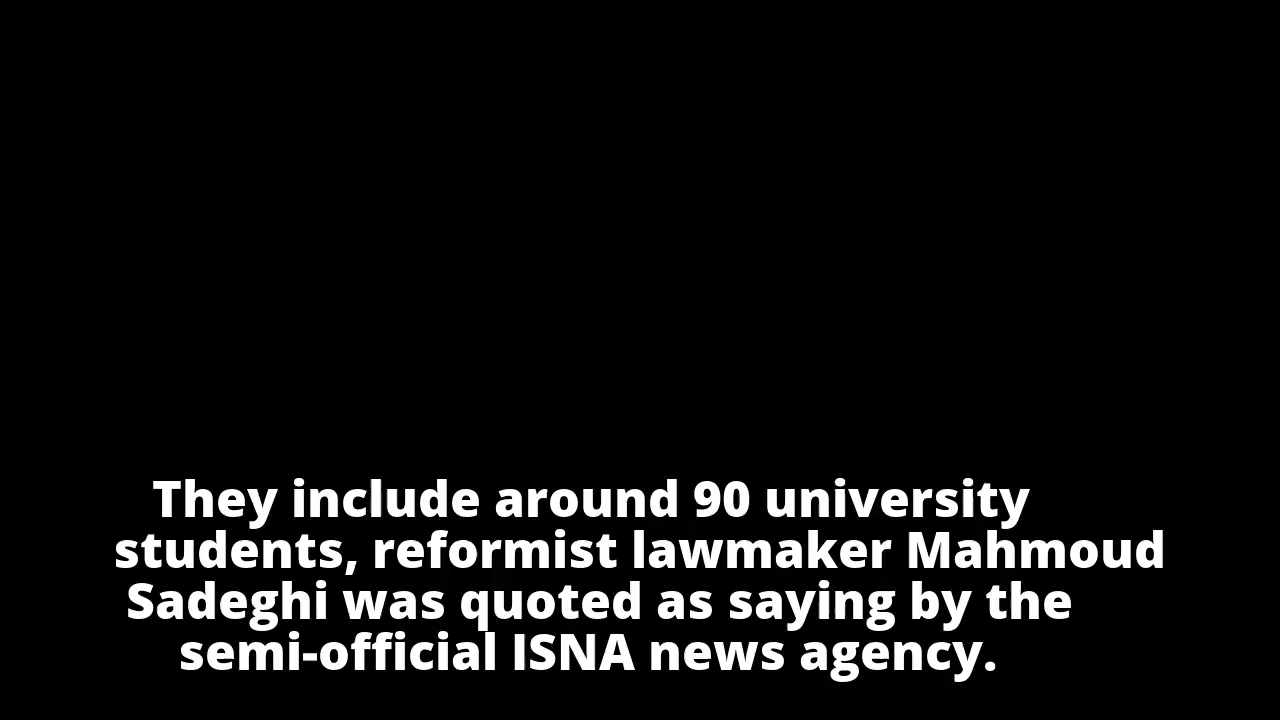 They include around 90 university
students, reformist lawmaker Mahmoud
Sadeghi was quoted as saying by the
semi-official ISNA news agency.